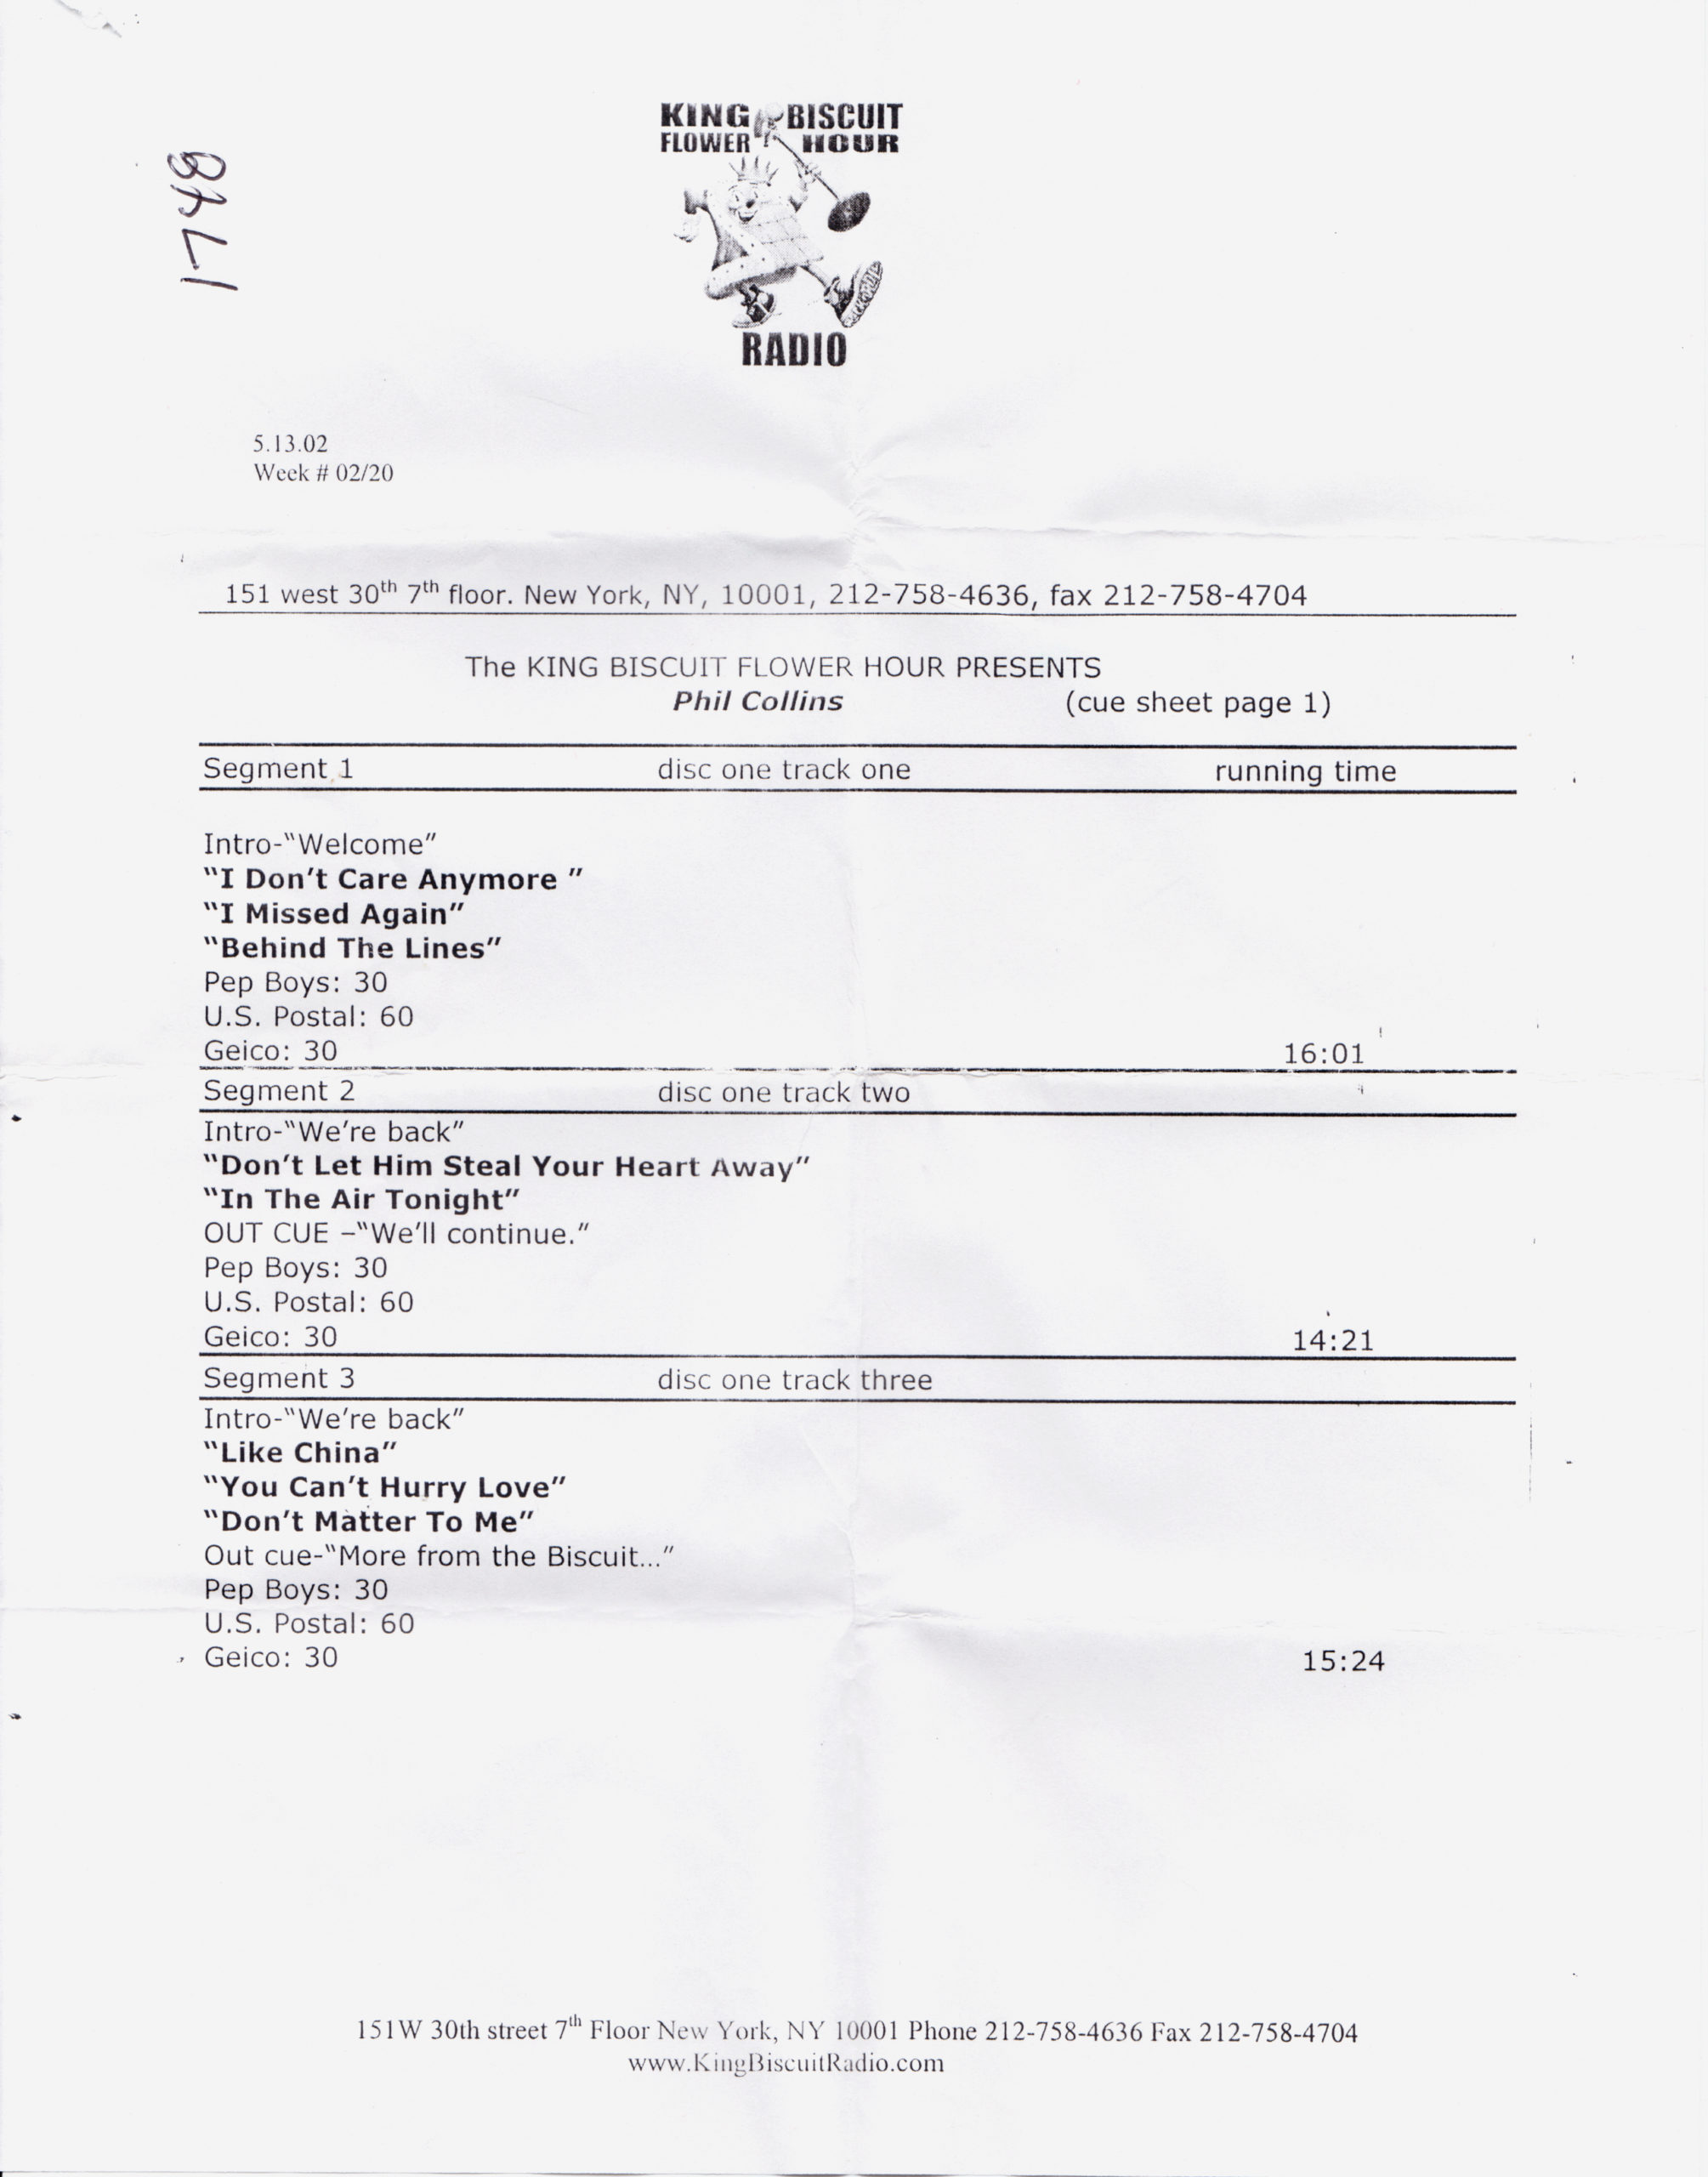 KING BISCUIT
FLOWER HOUR
RADIO
5.13.02
Week # 02/20
151 west 30th 7th floor. New York, NY, 10001, 212-758-4636, fax 212-758-4704
The KING BISCUIT FLOWER HOUR PRESENTS
Phil Collins (cue sheet page 1)
Segment 1 disc one track one running time
Intro-"Welcome"
"I Don't Care Anymore "
"I Missed Again"
"Behind The Lines"
Pep Boys: 30
U.S. Postal: 60
Geico: 30 16:01
Segment 2 disc one track two
Intro-"We're back"
"Don't Let Him Steal Your Heart Away"
"In The Air Tonight"
OUT CUE –"We'll continue."
Pep Boys: 30
U.S. Postal: 60
Geico: 30 14:21
Segment 3 disc one track three
Intro-"We're back"
"Like China"
"You Can't Hurry Love"
"Don't Matter To Me"
Out cue-"More from the Biscuit..."
Pep Boys: 30
U.S. Postal: 60
Geico: 30 15:24
151W 30th street 7th Floor New York, NY 10001 Phone 212-758-4636 Fax 212-758-4704
www.KingBiscuitRadio.com